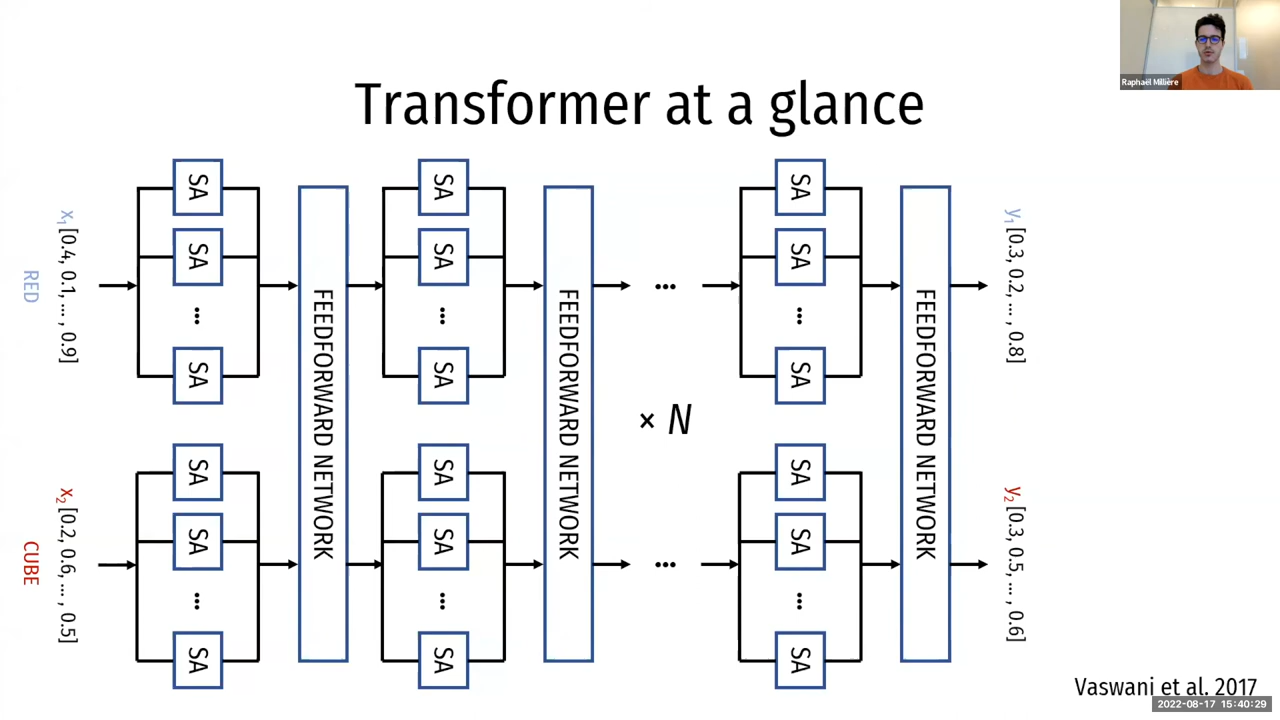 Raphaël Millière
Transformer at a glance
RED
x1 [0.4, 0.1, ... , 0.9]
SA
SA
...
SA
FEEDFORWARD NETWORK
SA
SA
...
SA
FEEDFORWARD NETWORK
...
SA
SA
...
SA
FEEDFORWARD NETWORK
y1 [0.3, 0.2, ... , 0.8]
× N
CUBE
x2 [0.2, 0.6, ... , 0.5]
SA
SA
...
SA
SA
SA
...
SA
...
SA
SA
...
SA
y2 [0.3, 0.5, ... , 0.6]
Vaswani et al. 2017
2022-08-17 15:40:29